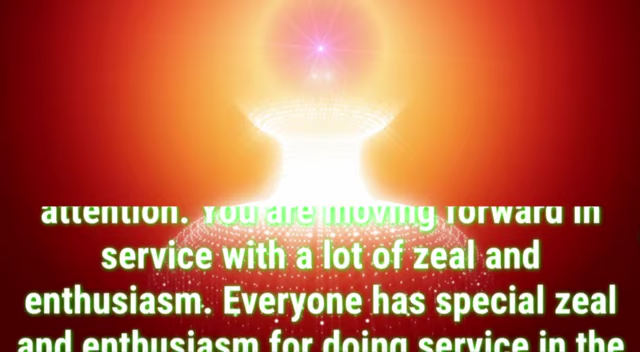 attention. You are moving forward in
service with a lot of zeal and
enthusiasm. Everyone has special zeal
and enthusiasm for doing service in the